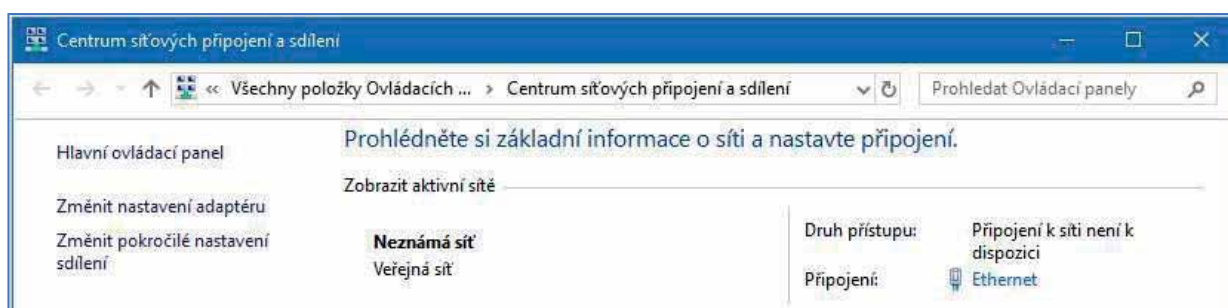 Centrum síťových připojení a sdílení
« Všechny položky Ovládacích ... › Centrum síťových připojení a sdílení
Prohledat Ovládací panely
Hlavní ovládací panel
Změnit nastavení adaptéru
Změnit pokročilé nastavení
sdílení
Prohlédněte si základní informace o síti a nastavte připojení.
Zobrazit aktivní sítě
Neznámá síť
Veřejná síť
Druh přístupu: Připojení k síti není k
dispozici
Připojení: Ethernet